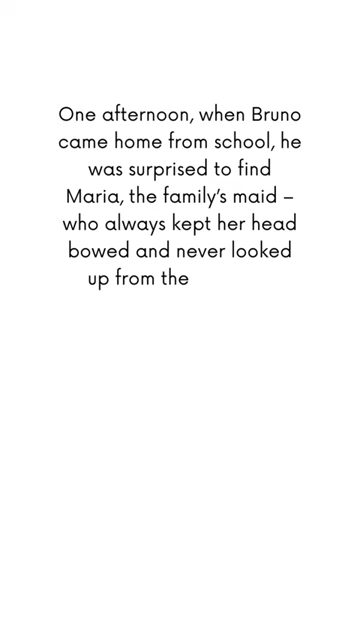 One afternoon, when Bruno
came home from school, he
was surprised to find
Maria, the family’s maid –
who always kept her head
bowed and never looked
up from the